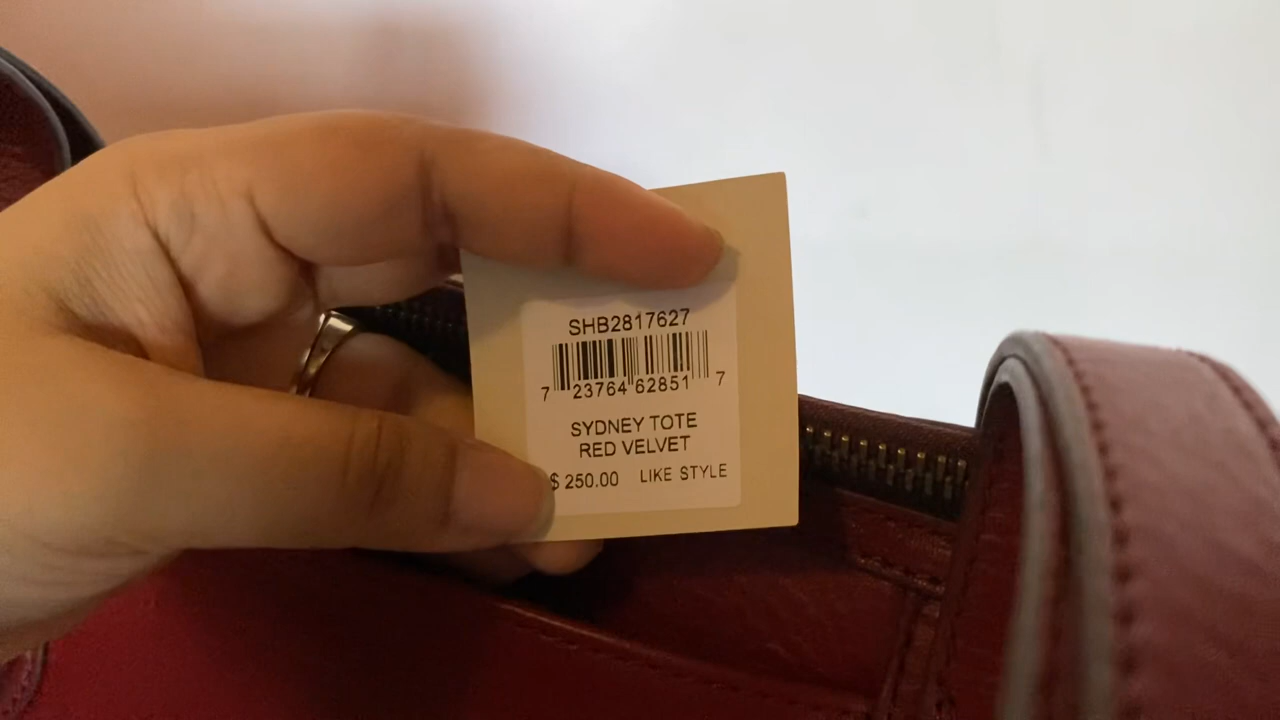 SHB2817627
7 23764 62851 7
SYDNEY TOTE
RED VELVET
$ 250.00 LIKE STYLE